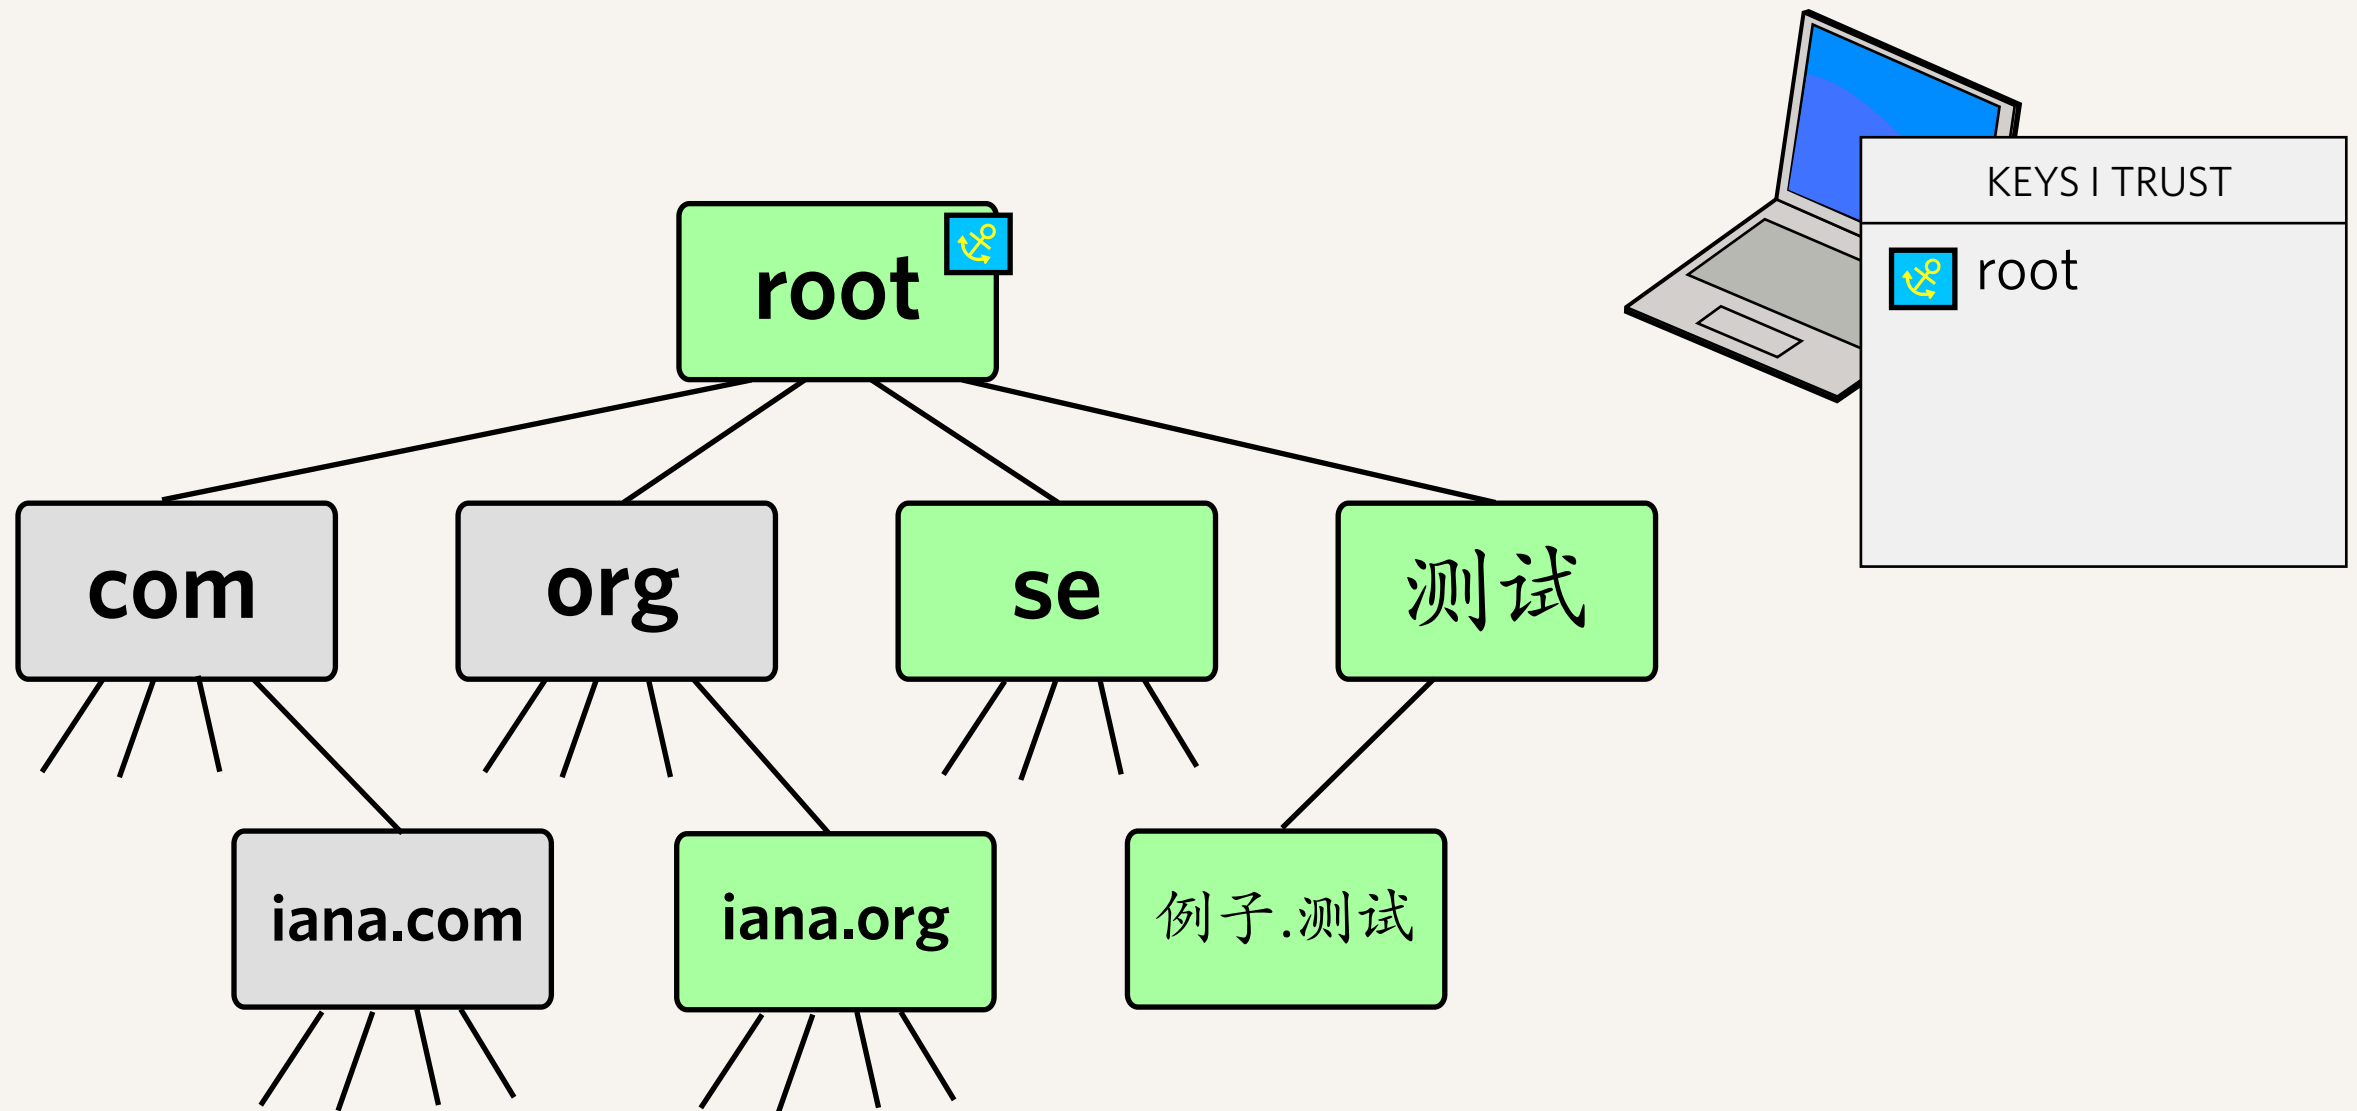 KEYS I TRUST
root
root
com
org
se
测试
iana.com
iana.org
例子.测试